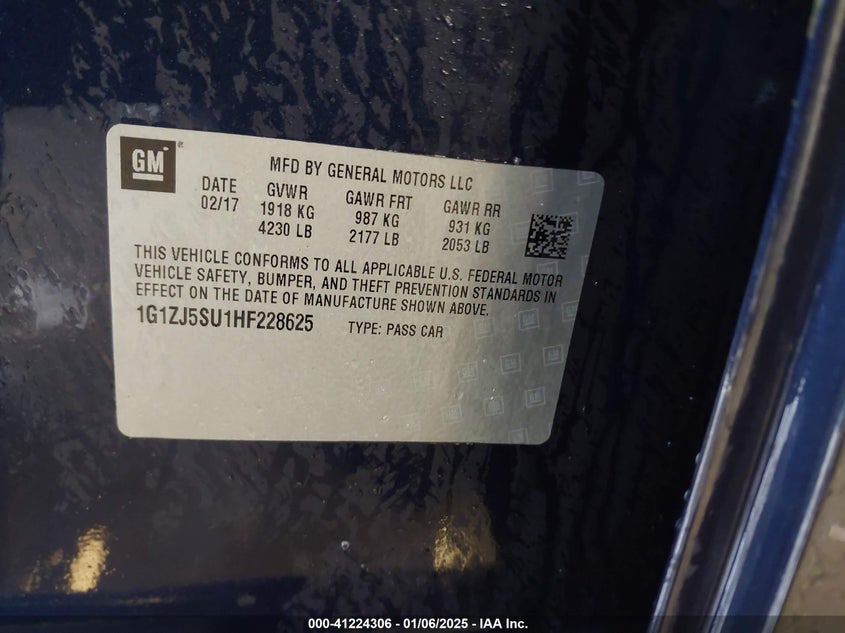 GM
MFD BY GENERAL MOTORS LLC
DATE GVWR GAWR FRT GAWR RR
02/17 1918 KG 987 KG 931 KG
4230 LB 2177 LB 2053 LB
THIS VEHICLE CONFORMS TO ALL APPLICABLE U.S. FEDERAL MOTOR
VEHICLE SAFETY, BUMPER, AND THEFT PREVENTION STANDARDS IN
EFFECT ON THE DATE OF MANUFACTURE SHOWN ABOVE.
1G1ZJ5SU1HF228625 TYPE: PASS CAR
000-41224306 - 01/06/2025 - IAA Inc.